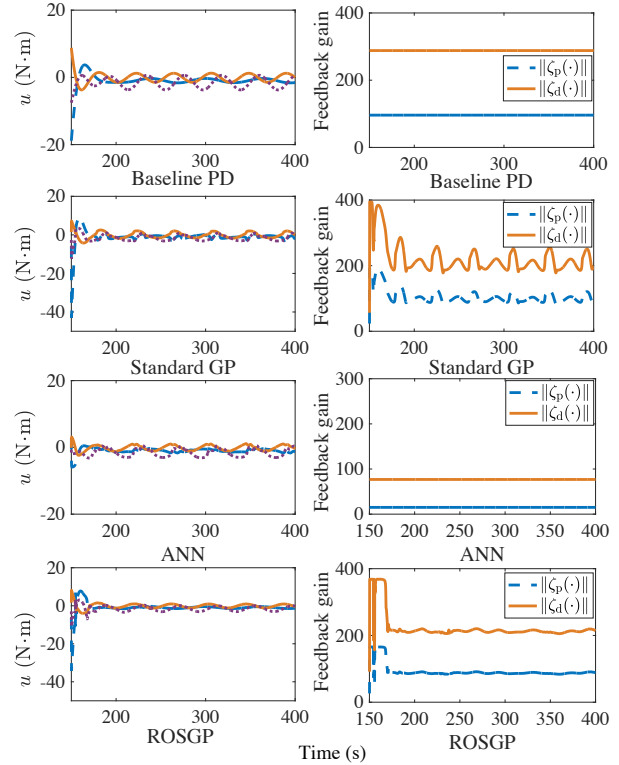 20
0
-20
u (N·m)
200
300
400
Baseline PD
400
200
0
Feedback gain
‖ζp(·)‖
‖ζd(·)‖
200
300
400
Baseline PD
20
0
-20
-40
u (N·m)
200
300
400
Standard GP
400
200
0
Feedback gain
‖ζp(·)‖
‖ζd(·)‖
150
200
250
300
350
400
Standard GP
20
0
-20
u (N·m)
200
300
400
ANN
300
100
0
Feedback gain
‖ζp(·)‖
‖ζd(·)‖
150
200
250
300
350
400
ANN
20
0
-20
-40
u (N·m)
200
300
400
ROSGP
400
200
0
Feedback gain
‖ζp(·)‖
‖ζd(·)‖
150
200
250
300
350
400
ROSGP
Time (s)